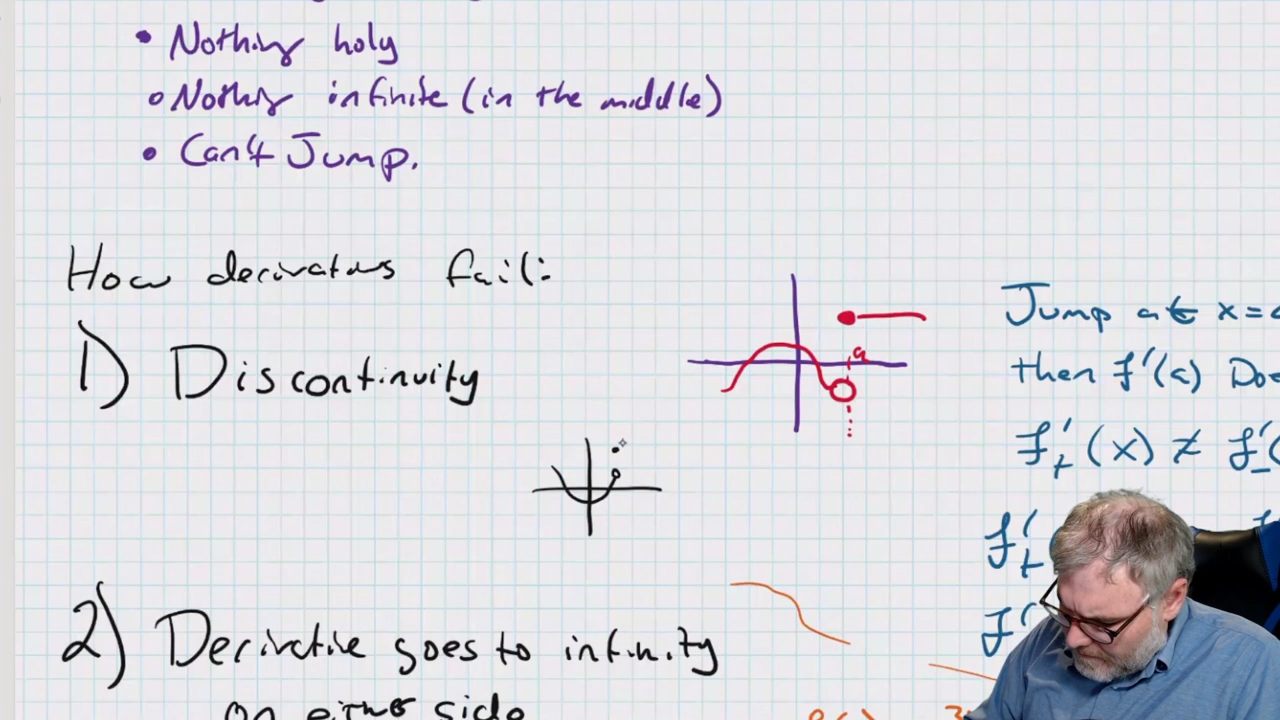 • Nothing holy
• Nothing infinite (in the middle)
• Can't Jump.
How derivatives fail:
1) Discontinuity
a
Jump at x =
then f'(a)
f'₊(x) ≠ f'₋(
f'₊
f'
2) Derivative goes to infinity
on either side